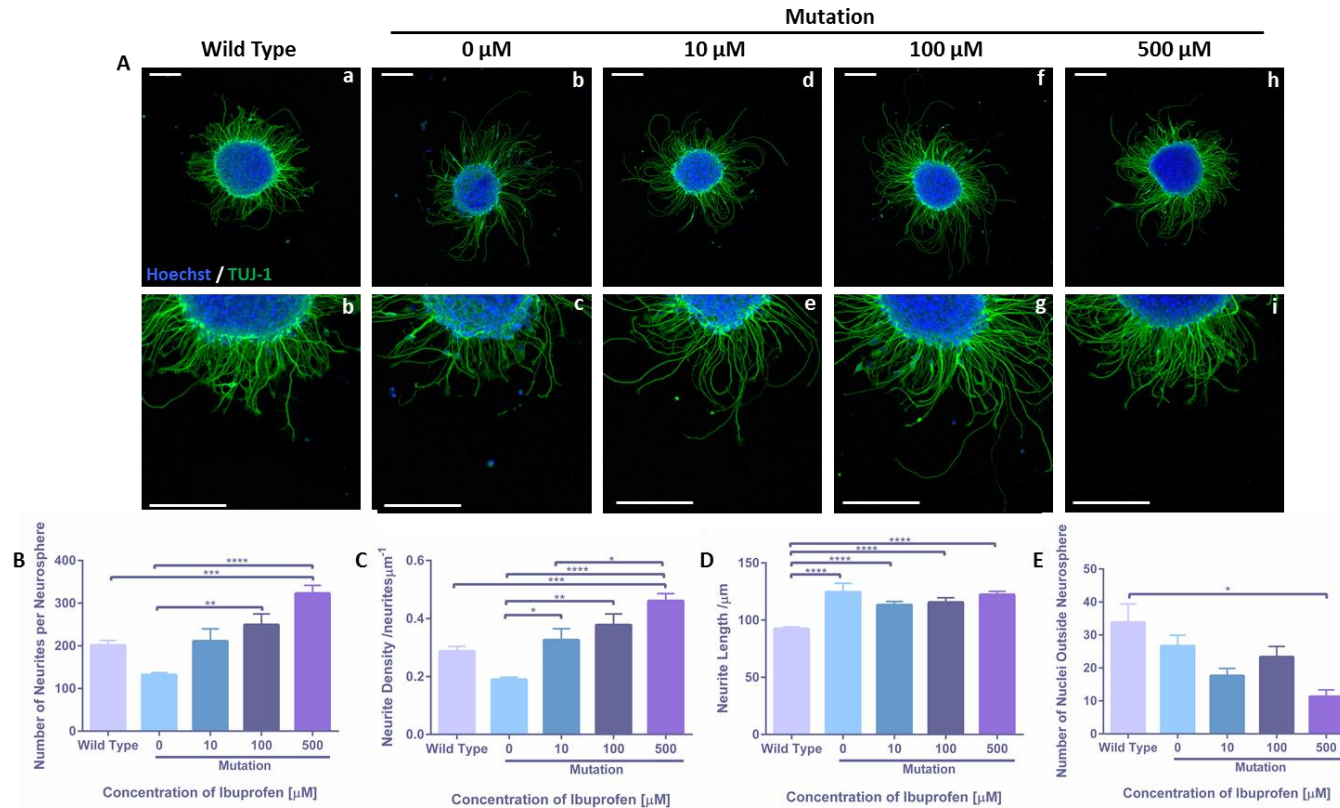 Mutation
Wild Type 0 µM 10 µM 100 µM 500 µM
A
a b d f h
Hoechst / TUJ-1
b c e g i
B
Number of Neurites per Neurosphere
400
300
200
100
0
****
***
**
Wild Type 0 10 100 500
Mutation
Concentration of Ibuprofen [µM]
C
Neurite Density /neuritesµm-1
0.6
0.4
0.2
0.0
*
****
***
**
*
Wild Type 0 10 100 500
Mutation
Concentration of Ibuprofen [µM]
D
Neurite Length /µm
150
100
50
0
****
****
****
****
Wild Type 0 10 100 500
Mutation
Concentration of Ibuprofen [µM]
E
Number of Nuclei Outside Neurosphere
50
40
30
20
10
0
*
Wild Type 0 10 100 500
Mutation
Concentration of Ibuprofen [µM]